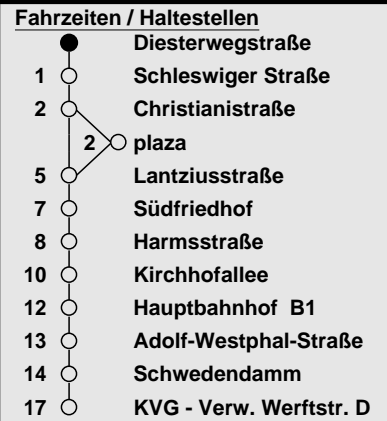 Fahrzeiten / Haltestellen
Diesterwegstraße
1 Schleswiger Straße
2 Christianistraße
2 plaza
5 Lantziusstraße
7 Südfriedhof
8 Harmsstraße
10 Kirchhofallee
12 Hauptbahnhof B1
13 Adolf-Westphal-Straße
14 Schwedendamm
17 KVG - Verw. Werftstr. D